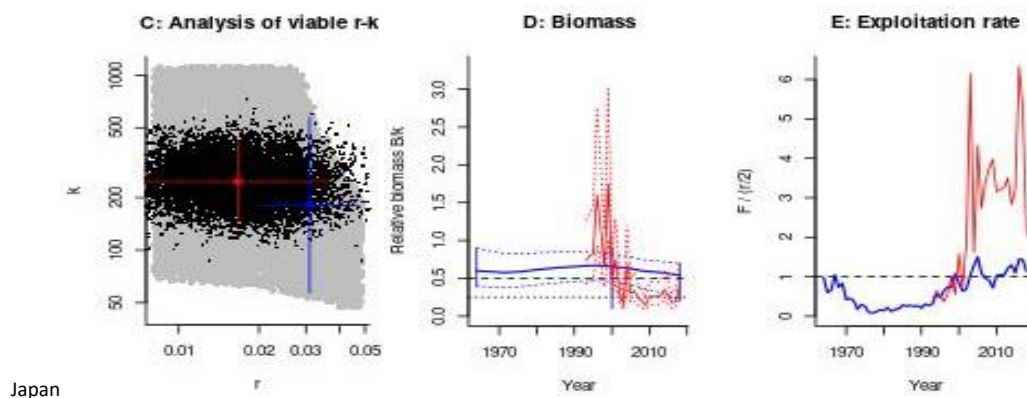 C: Analysis of viable r-k
D: Biomass
E: Exploitation rate
k
1000
500
200
100
50
0.01 0.02 0.03 0.05
r
Relative biomass B/k
3.0
2.5
2.0
1.5
1.0
0.5
0.0
1970 1990 2010
Year
F / (r/2)
6
5
4
3
2
1
0
1970 1990 2010
Year
Japan